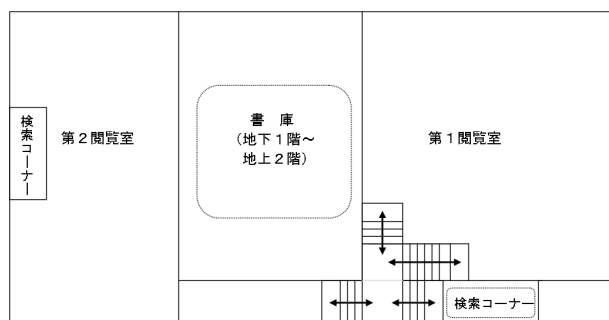 検索コーナー
第２閲覧室
書　庫
（地下１階～
地上２階）
第１閲覧室
検索コーナー